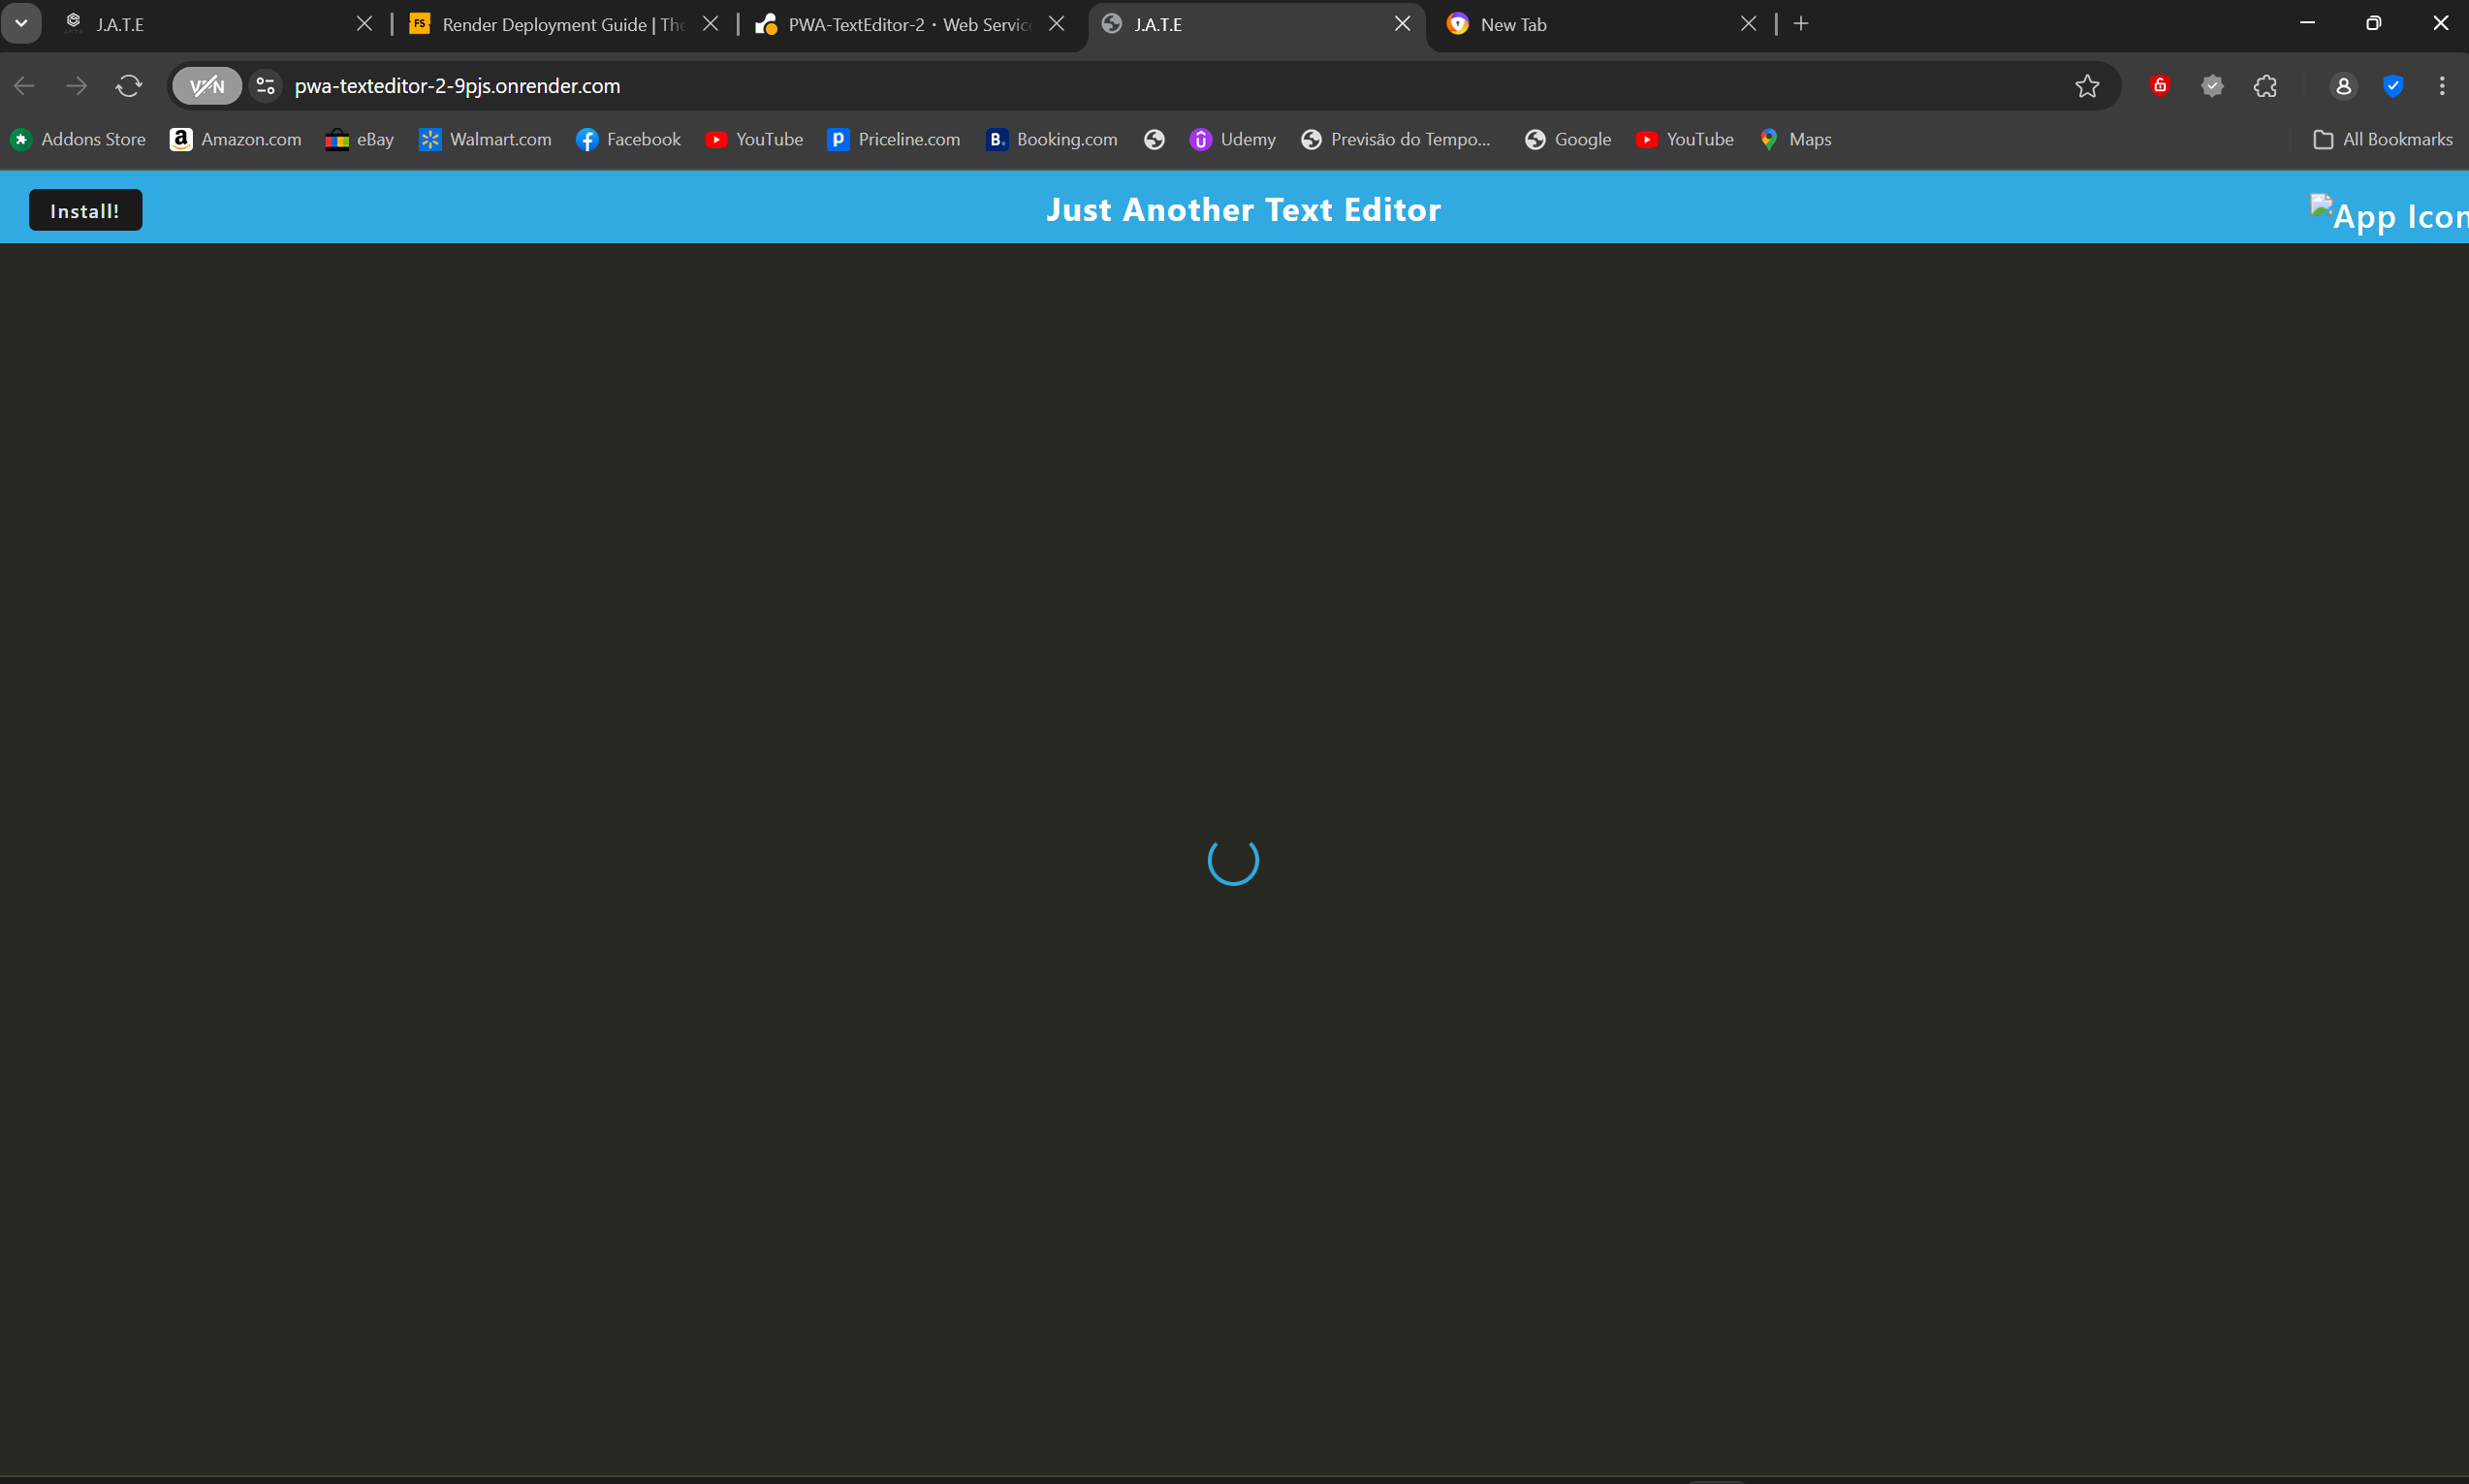 J.A.T.E
FS Render Deployment Guide | The
PWA-TextEditor-2 · Web Servic
J.A.T.E
New Tab
VPN pwa-texteditor-2-9pjs.onrender.com
Addons Store a Amazon.com eBay Walmart.com Facebook YouTube p Priceline.com B. Booking.com Udemy Previsão do Tempo... Google YouTube Maps All Bookmarks
Install! Just Another Text Editor App Icon